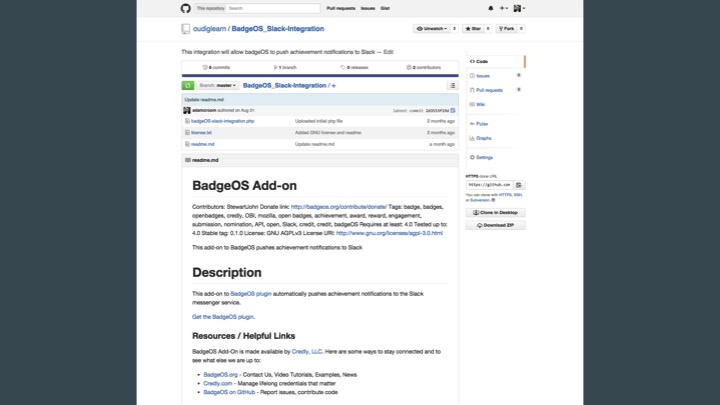 This repository Search Pull requests Issues Gist
oudiglearn / BadgeOS_Slack-Integration Unwatch 3 Star 0 Fork 0
This integration will allow badgeOS to push achievement notifications to Slack — Edit
6 commits 1 branch 0 releases 2 contributors
Branch: master BadgeOS_Slack-Integration / +
Update readme.md
adamcroom authored on Aug 31 latest commit
badgeOS-slack-integration.php Uploaded initial php file 2 months ago
license.txt Added GNU license and readme 2 months ago
readme.md Update readme.md a month ago
readme.md
BadgeOS Add-on
Contributors: StewartJohn Donate link: http://badgeos.org/contribute/donate/ Tags: badge, badges,
openbadges, credly, OBI, mozilla, open badges, achievement, award, reward, engagement,
submission, nomination, API, open, Slack, credit, credit, badgeOS Requires at least: 4.0 Tested up to:
4.0 Stable tag: 0.1.0 License: GNU AGPLv3 License URI: http://www.gnu.org/licenses/agpl-3.0.html
This add-on to BadgeOS pushes achievement notifications to Slack
Description
This add-on to BadgeOS plugin automatically pushes achievement notifications to the Slack
messenger service.
Get the BadgeOS plugin.
Resources / Helpful Links
BadgeOS Add-On is made available by Credly, LLC. Here are some ways to stay connected and to
see what else we are up to:
BadgeOS.org - Contact Us, Video Tutorials, Examples, News
Credly.com - Manage lifelong credentials that matter
BadgeOS on GitHub - Report issues, contribute code
Code
Issues 0
Pull requests 0
Wiki
Pulse
Graphs
Settings
HTTPS clone URL
https://github.com
You can clone with HTTPS, SSH,
or Subversion.
Clone in Desktop
Download ZIP